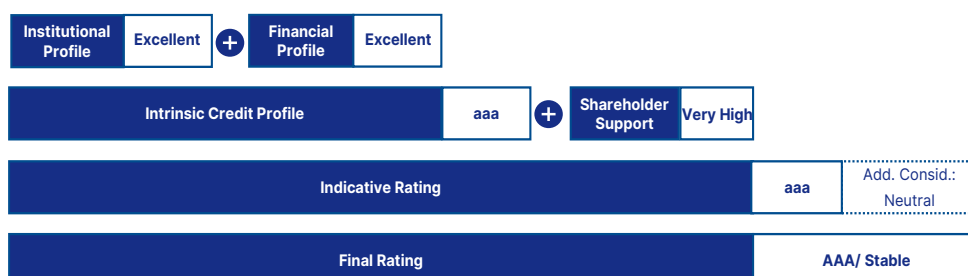 Institutional
Profile
Excellent
+
Financial
Profile
Excellent
Intrinsic Credit Profile
aaa
+
Shareholder
Support
Very High
Indicative Rating
aaa
Add. Consid.:
Neutral
Final Rating
AAA/ Stable